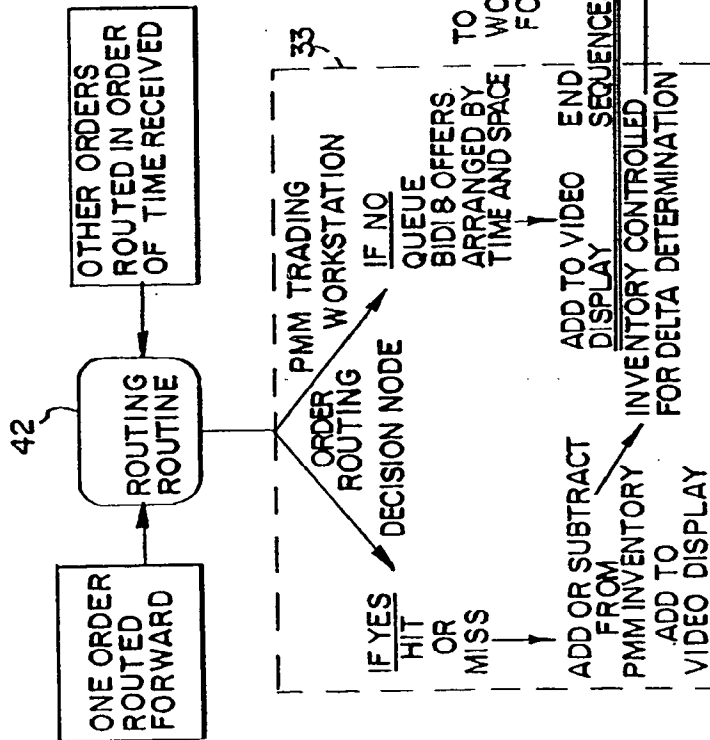 42
ONE ORDER
ROUTED
FORWARD
ROUTING
ROUTINE
OTHER ORDERS
ROUTED IN ORDER
OF TIME RECEIVED
33
PMM TRADING
WORKSTATION
ORDER
ROUTING
DECISION NODE
IF YES
HIT
OR
MISS
IF NO
QUEUE
BIDI 8 OFFERS
ARRANGED BY
TIME AND SPACE
ADD OR SUBTRACT
FROM
PMM INVENTORY
ADD TO
VIDEO DISPLAY
ADD TO VIDEO
DISPLAY
END
SEQUENCE
INVENTORY CONTROLLED
FOR DELTA DETERMINATION
TO